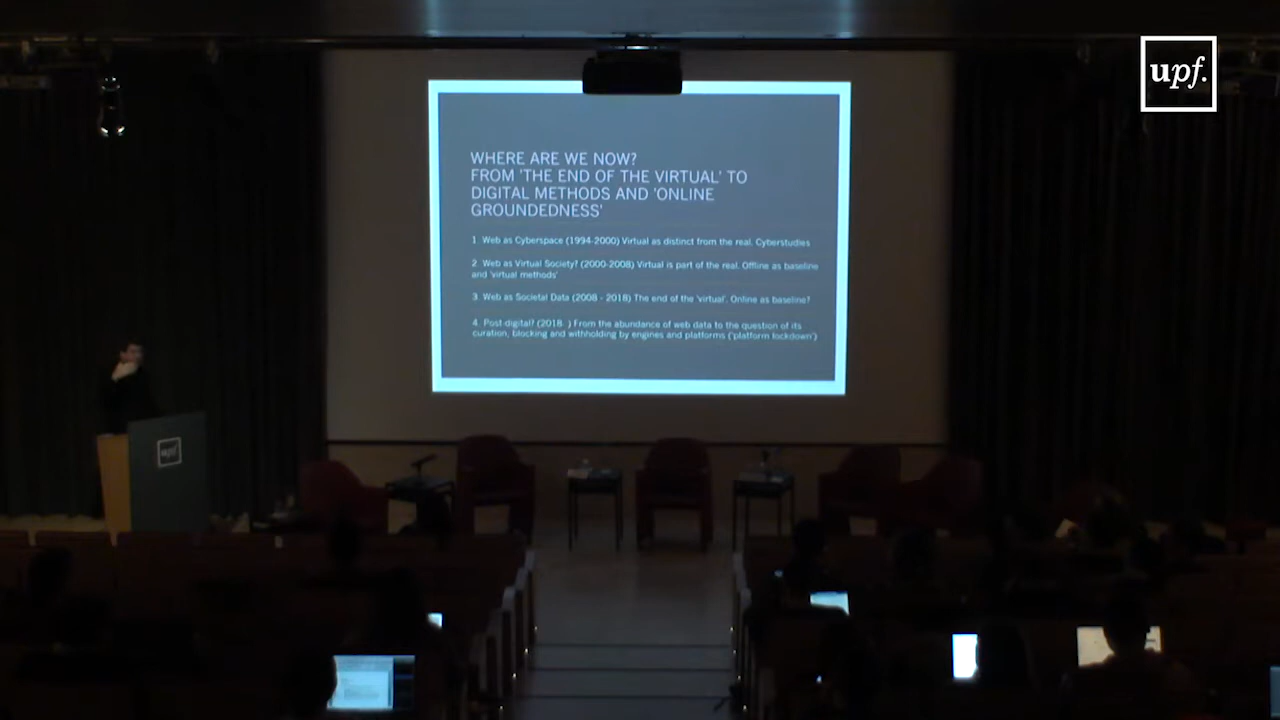 upf.
WHERE ARE WE NOW?
FROM 'THE END OF THE VIRTUAL' TO
DIGITAL METHODS AND 'ONLINE
GROUNDEDNESS'
1. Web as Cyberspace (1994-2000) Virtual as distinct from the real. Cyberstudies
2. Web as Virtual Society? (2000-2008) Virtual is part of the real. Offline as baseline
and 'virtual methods'
3. Web as Societal Data (2008 - 2018) The end of the 'virtual'. Online as baseline?
4. Post-digital? (2018- ) From the abundance of web data to the question of its
curation, blocking and withholding by engines and platforms ('platform lockdown')
upf.